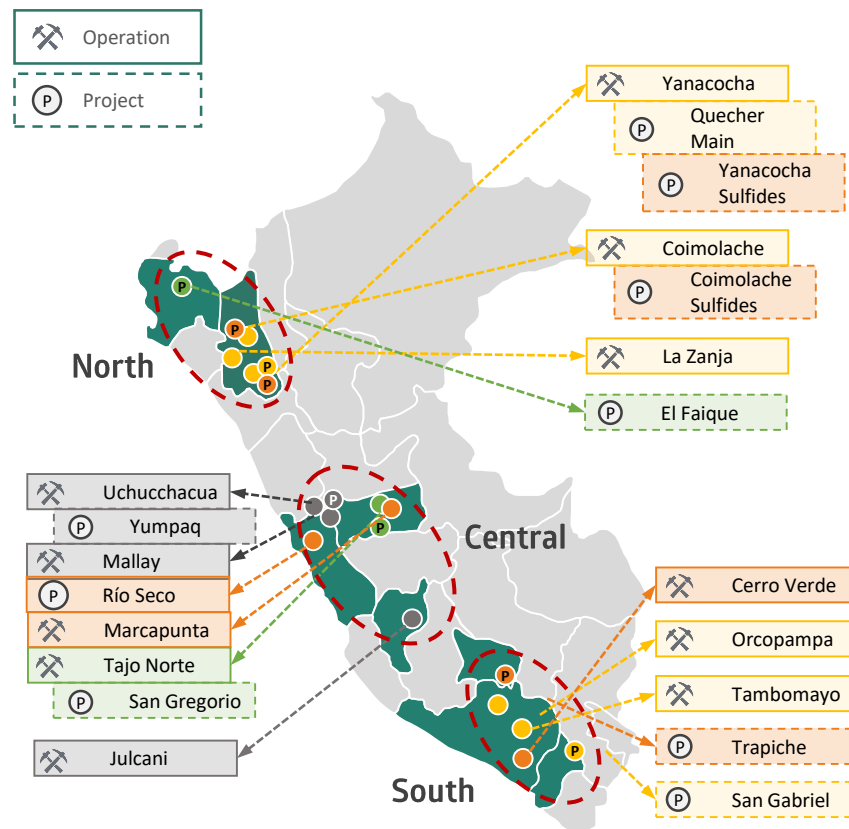 Operation
P Project
Yanacocha
P Quecher
Main
P Yanacocha
Sulfides
Coimolache
P Coimolache
Sulfides
La Zanja
P El Faique
P
P
P
P
North
Uchucchacua
P Yumpaq
Mallay
P Río Seco
Marcapunta
Tajo Norte
P San Gregorio
Julcani
P
P
Central
Cerro Verde
Orcopampa
Tambomayo
P Trapiche
P San Gabriel
P
P
South